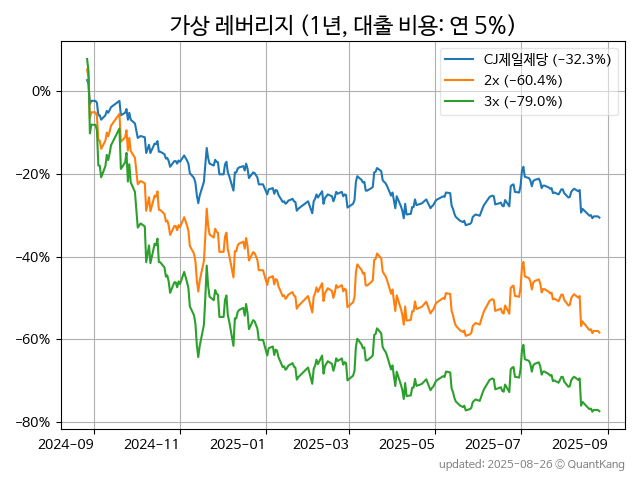 가상 레버리지 (1년, 대출 비용: 연 5%)
CJ제일제당 (−32.3%)
2x (−60.4%)
3x (−79.0%)
0%
−20%
−40%
−60%
−80%
2024-09 2024-11 2025-01 2025-03 2025-05 2025-07 2025-09
updated: 2025-08-26 © QuantKang